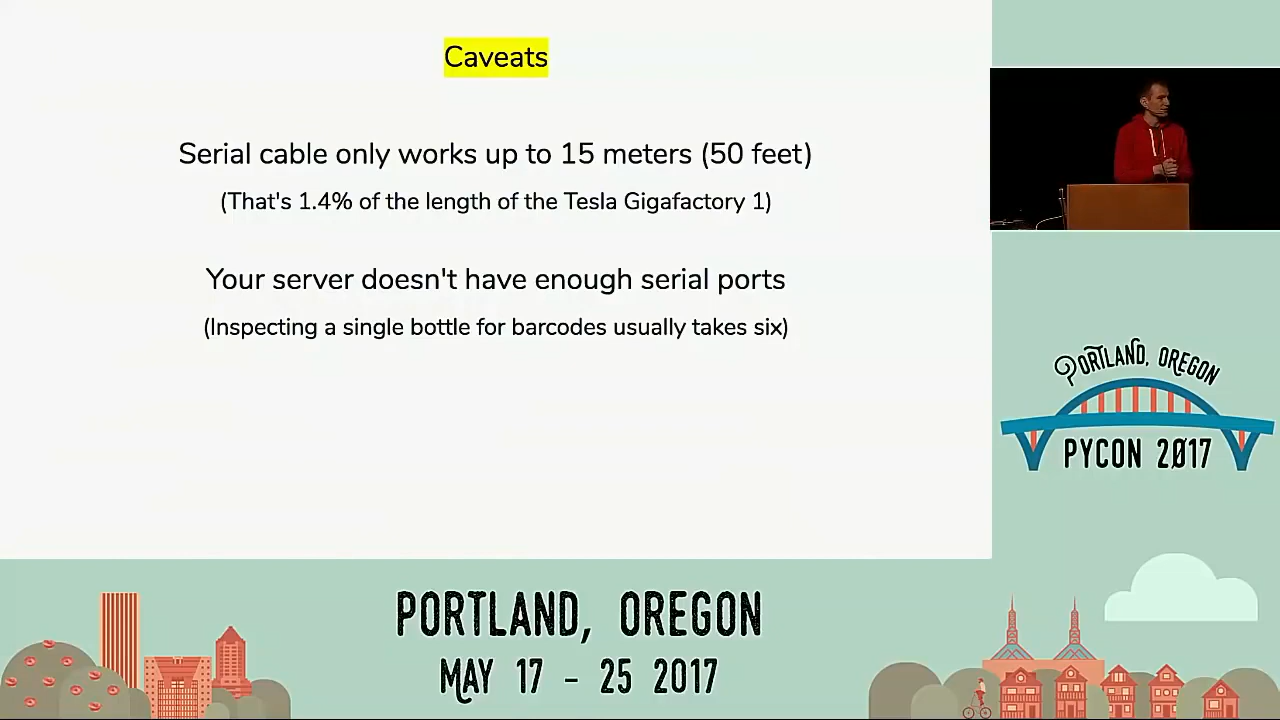 Caveats
Serial cable only works up to 15 meters (50 feet)
(That's 1.4% of the length of the Tesla Gigafactory 1)
Your server doesn't have enough serial ports
(Inspecting a single bottle for barcodes usually takes six)
PORTLAND, OREGON
PYCON 2017
PORTLAND, OREGON
MAY 17 - 25 2017